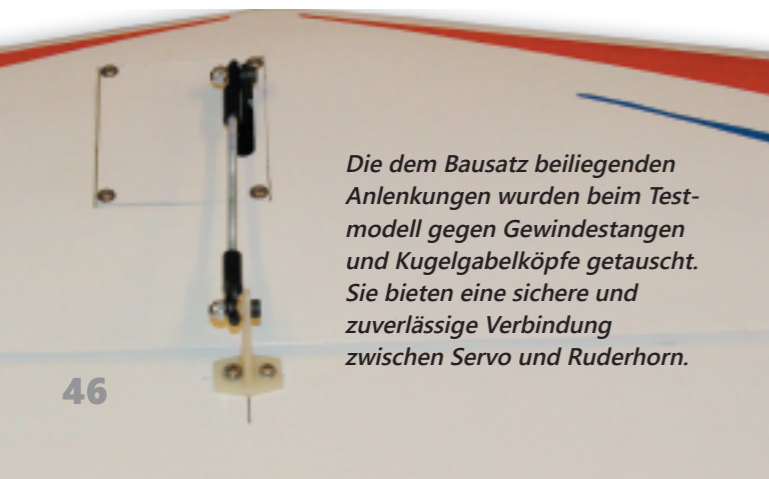 Die dem Bausatz beiliegenden
Anlenkungen wurden beim Test-
modell gegen Gewindestangen
und Kugelgabelköpfe getauscht.
Sie bieten eine sichere und
zuverlässige Verbindung
zwischen Servo und Ruderhorn.
46